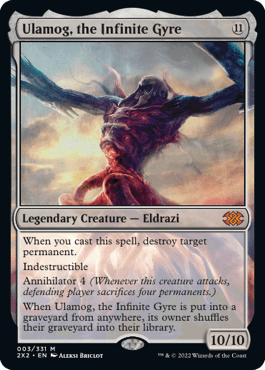 Ulamog, the Infinite Gyre 11
Legendary Creature — Eldrazi
When you cast this spell, destroy target
permanent.
Indestructible
Annihilator 4 (Whenever this creature attacks,
defending player sacrifices four permanents.)
When Ulamog, the Infinite Gyre is put into a
graveyard from anywhere, its owner shuffles
their graveyard into their library.
10/10
003/331 M
2X2 • EN ALEKSI BRICLOT
™ & © 2022 Wizards of the Coast